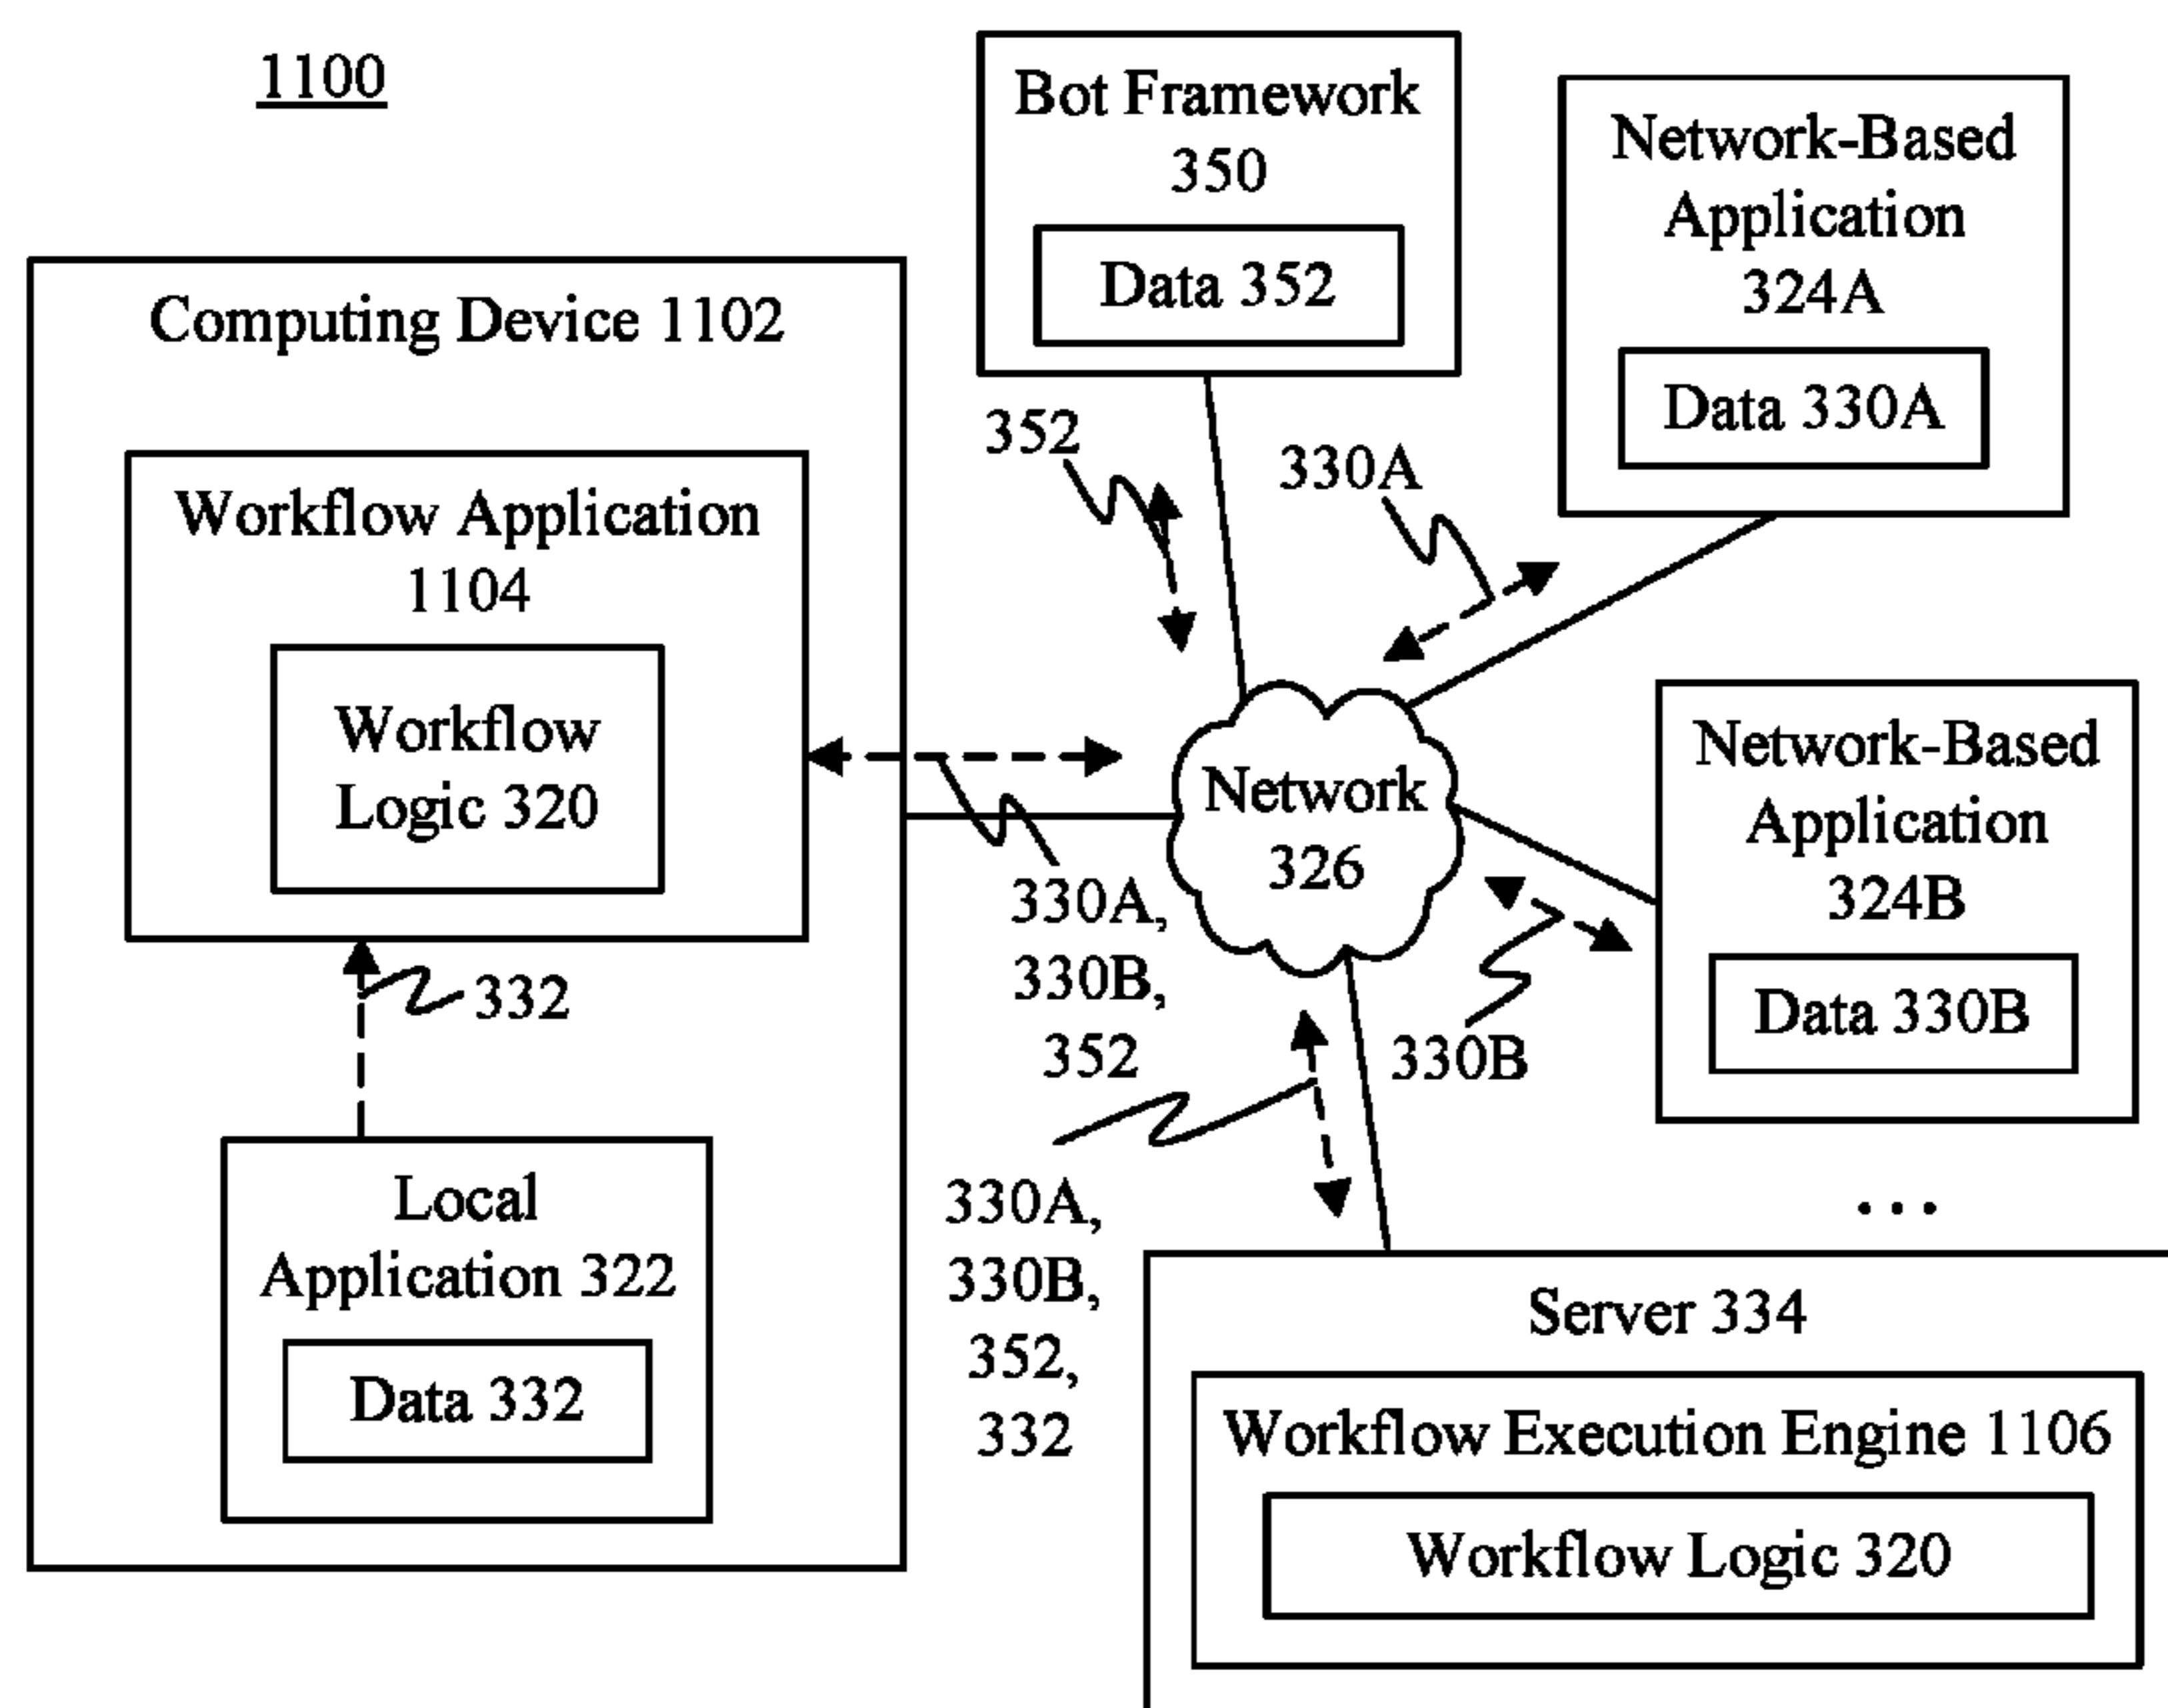 1100
Computing Device 1102
Workflow Application
1104
Workflow
Logic 320
332
Local
Application 322
Data 332
Bot Framework
350
Data 352
Network-Based
Application
324A
Data 330A
352
330A
Network
326
330A,
330B,
352
Network-Based
Application
324B
Data 330B
330B
330A,
330B,
352,
332
...
Server 334
Workflow Execution Engine 1106
Workflow Logic 320